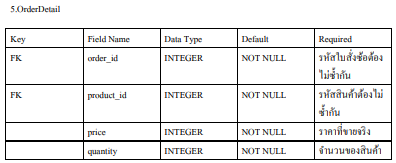 5.OrderDetail
Key Field Name Data Type Default Required
FK order_id INTEGER NOT NULL รหัสใบสั่งซ้อต้อง
ไม่ซ้ำกัน
FK product_id INTEGER NOT NULL รหัสสินค้าต้องไม่
ซ้ำกัน
price INTEGER NOT NULL ราคาที่ขายจริง
quantity INTEGER NOT NULL จำนวนของสินค้า